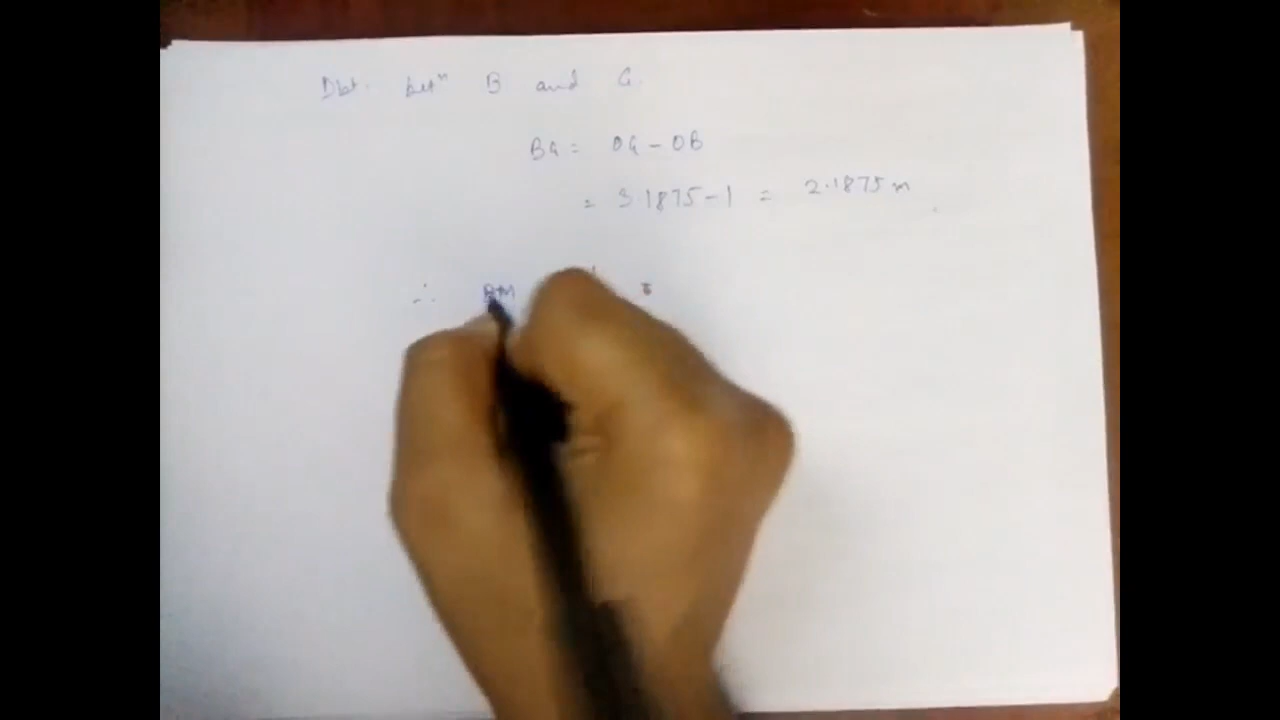 Dist. betⁿ B and G.
BG = OG - OB
= 3.1875 - 1 = 2.1875 m
∴ BM